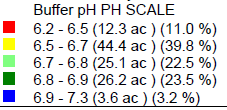 Buffer pH PH SCALE
6.2 - 6.5 (12.3 ac ) (11.0 %)
6.5 - 6.7 (44.4 ac ) (39.8 %)
6.7 - 6.8 (25.1 ac ) (22.5 %)
6.8 - 6.9 (26.2 ac ) (23.5 %)
6.9 - 7.3 (3.6 ac ) (3.2 %)